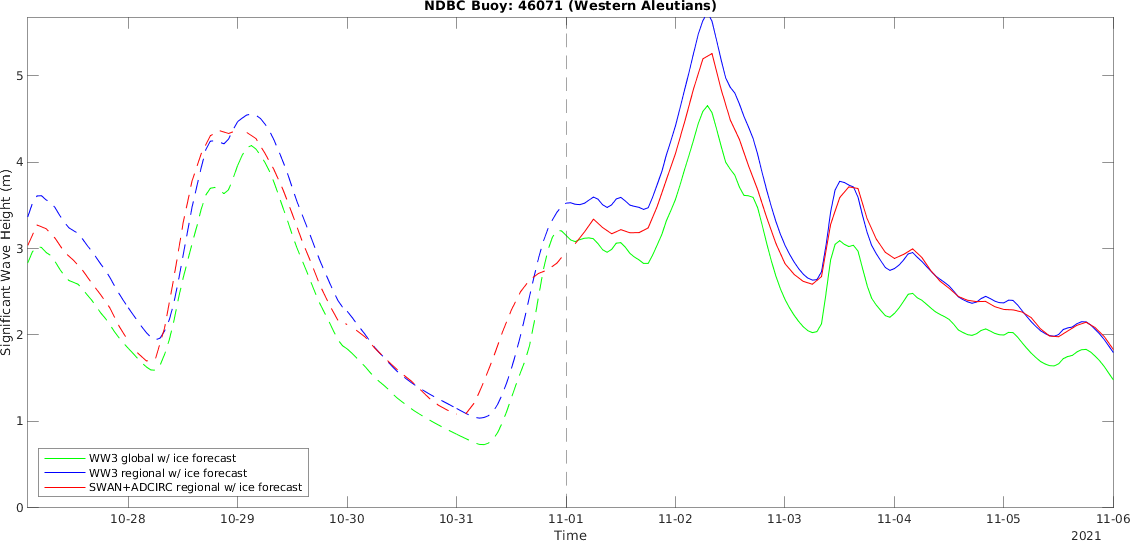 NDBC Buoy: 46071 (Western Aleutians)
5
4
3
2
1
0
Significant Wave Height (m)
WW3 global w/ ice forecast
WW3 regional w/ ice forecast
SWAN+ADCIRC regional w/ ice forecast
10-28 10-29 10-30 10-31 11-01 11-02 11-03 11-04 11-05 11-06
Time
2021